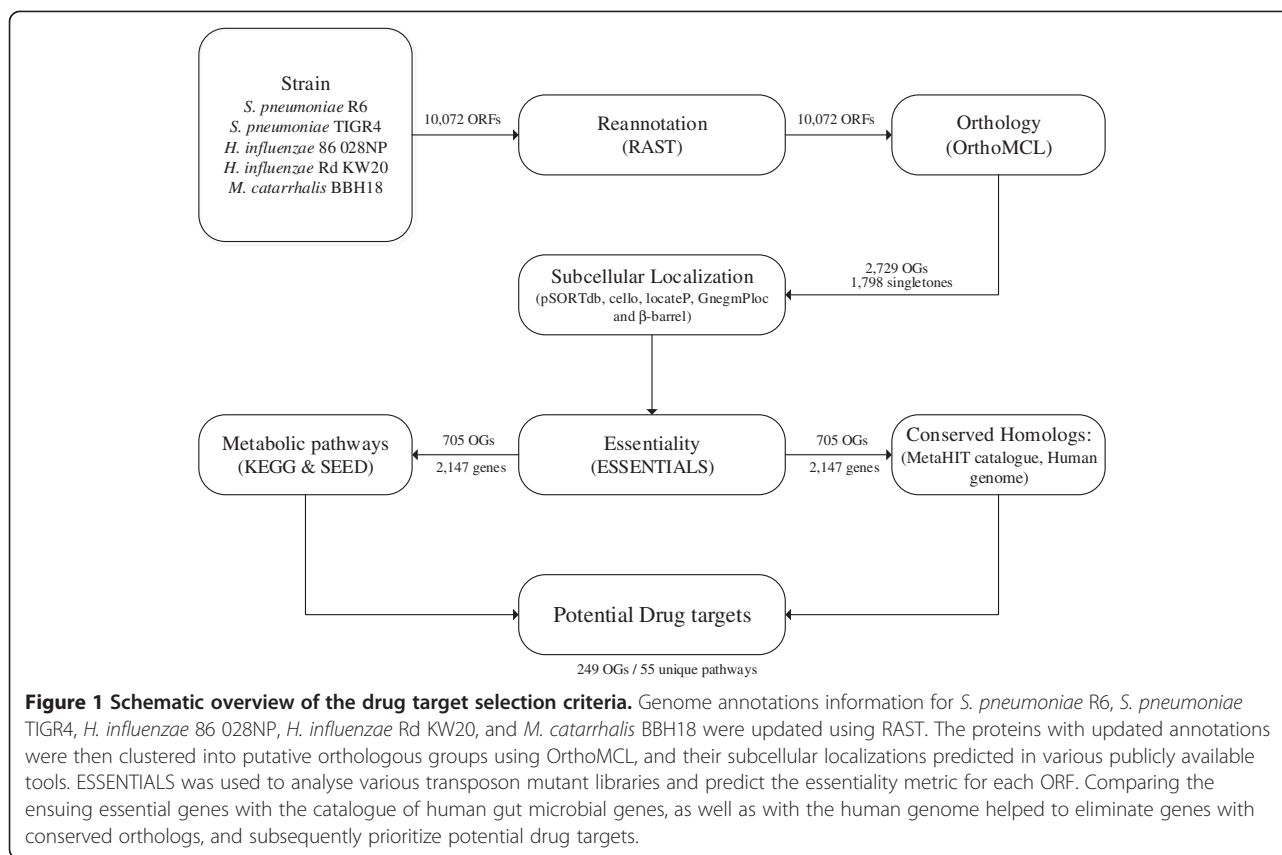 Strain
S. pneumoniae R6
S. pneumoniae TIGR4
H. influenzae 86 028NP
H. influenzae Rd KW20
M. catarrhalis BBH18
10,072 ORFs
Reannotation
(RAST)
10,072 ORFs
Orthology
(OrthoMCL)
2,729 OGs
1,798 singletones
Subcellular Localization
(pSORTdb, cello, locateP, GnegmPloc
and β-barrel)
Metabolic pathways
(KEGG & SEED)
705 OGs
2,147 genes
Essentiality
(ESSENTIALS)
705 OGs
2,147 genes
Conserved Homologs:
(MetaHIT catalogue, Human
genome)
Potential Drug targets
249 OGs / 55 unique pathways
Figure 1 Schematic overview of the drug target selection criteria. Genome annotations information for S. pneumoniae R6, S. pneumoniae
TIGR4, H. influenzae 86 028NP, H. influenzae Rd KW20, and M. catarrhalis BBH18 were updated using RAST. The proteins with updated annotations
were then clustered into putative orthologous groups using OrthoMCL, and their subcellular localizations predicted in various publicly available
tools. ESSENTIALS was used to analyse various transposon mutant libraries and predict the essentiality metric for each ORF. Comparing the
ensuing essential genes with the catalogue of human gut microbial genes, as well as with the human genome helped to eliminate genes with
conserved orthologs, and subsequently prioritize potential drug targets.